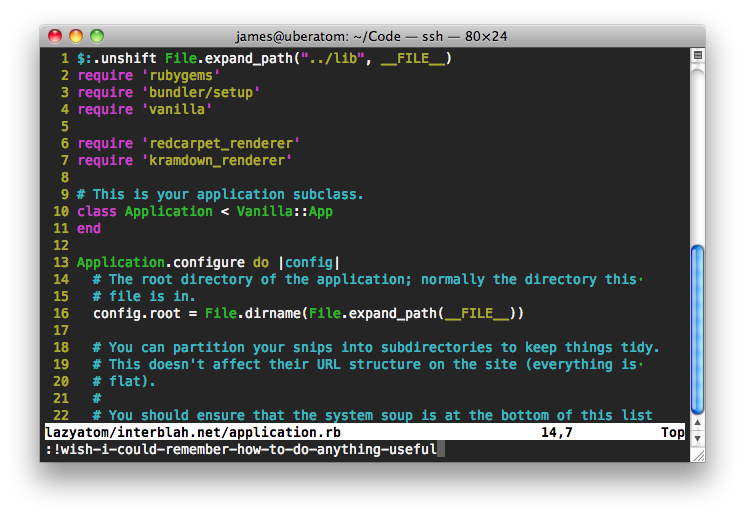 james@uberatom: ~/Code — ssh — 80×24
1 $:.unshift File.expand_path("../lib", __FILE__)
2 require 'rubygems'
3 require 'bundler/setup'
4 require 'vanilla'
5
6 require 'redcarpet_renderer'
7 require 'kramdown_renderer'
8
9 # This is your application subclass.
10 class Application < Vanilla::App
11 end
12
13 Application.configure do |config|
14   # The root directory of the application; normally the directory this·
15   # file is in.
16   config.root = File.dirname(File.expand_path(__FILE__))
17
18   # You can partition your snips into subdirectories to keep things tidy.
19   # This doesn't affect their URL structure on the site (everything is·
20   # flat).
21   #
22   # You should ensure that the system soup is at the bottom of this list
lazyatom/interblah.net/application.rb 14,7 Top
:!wish-i-could-remember-how-to-do-anything-useful